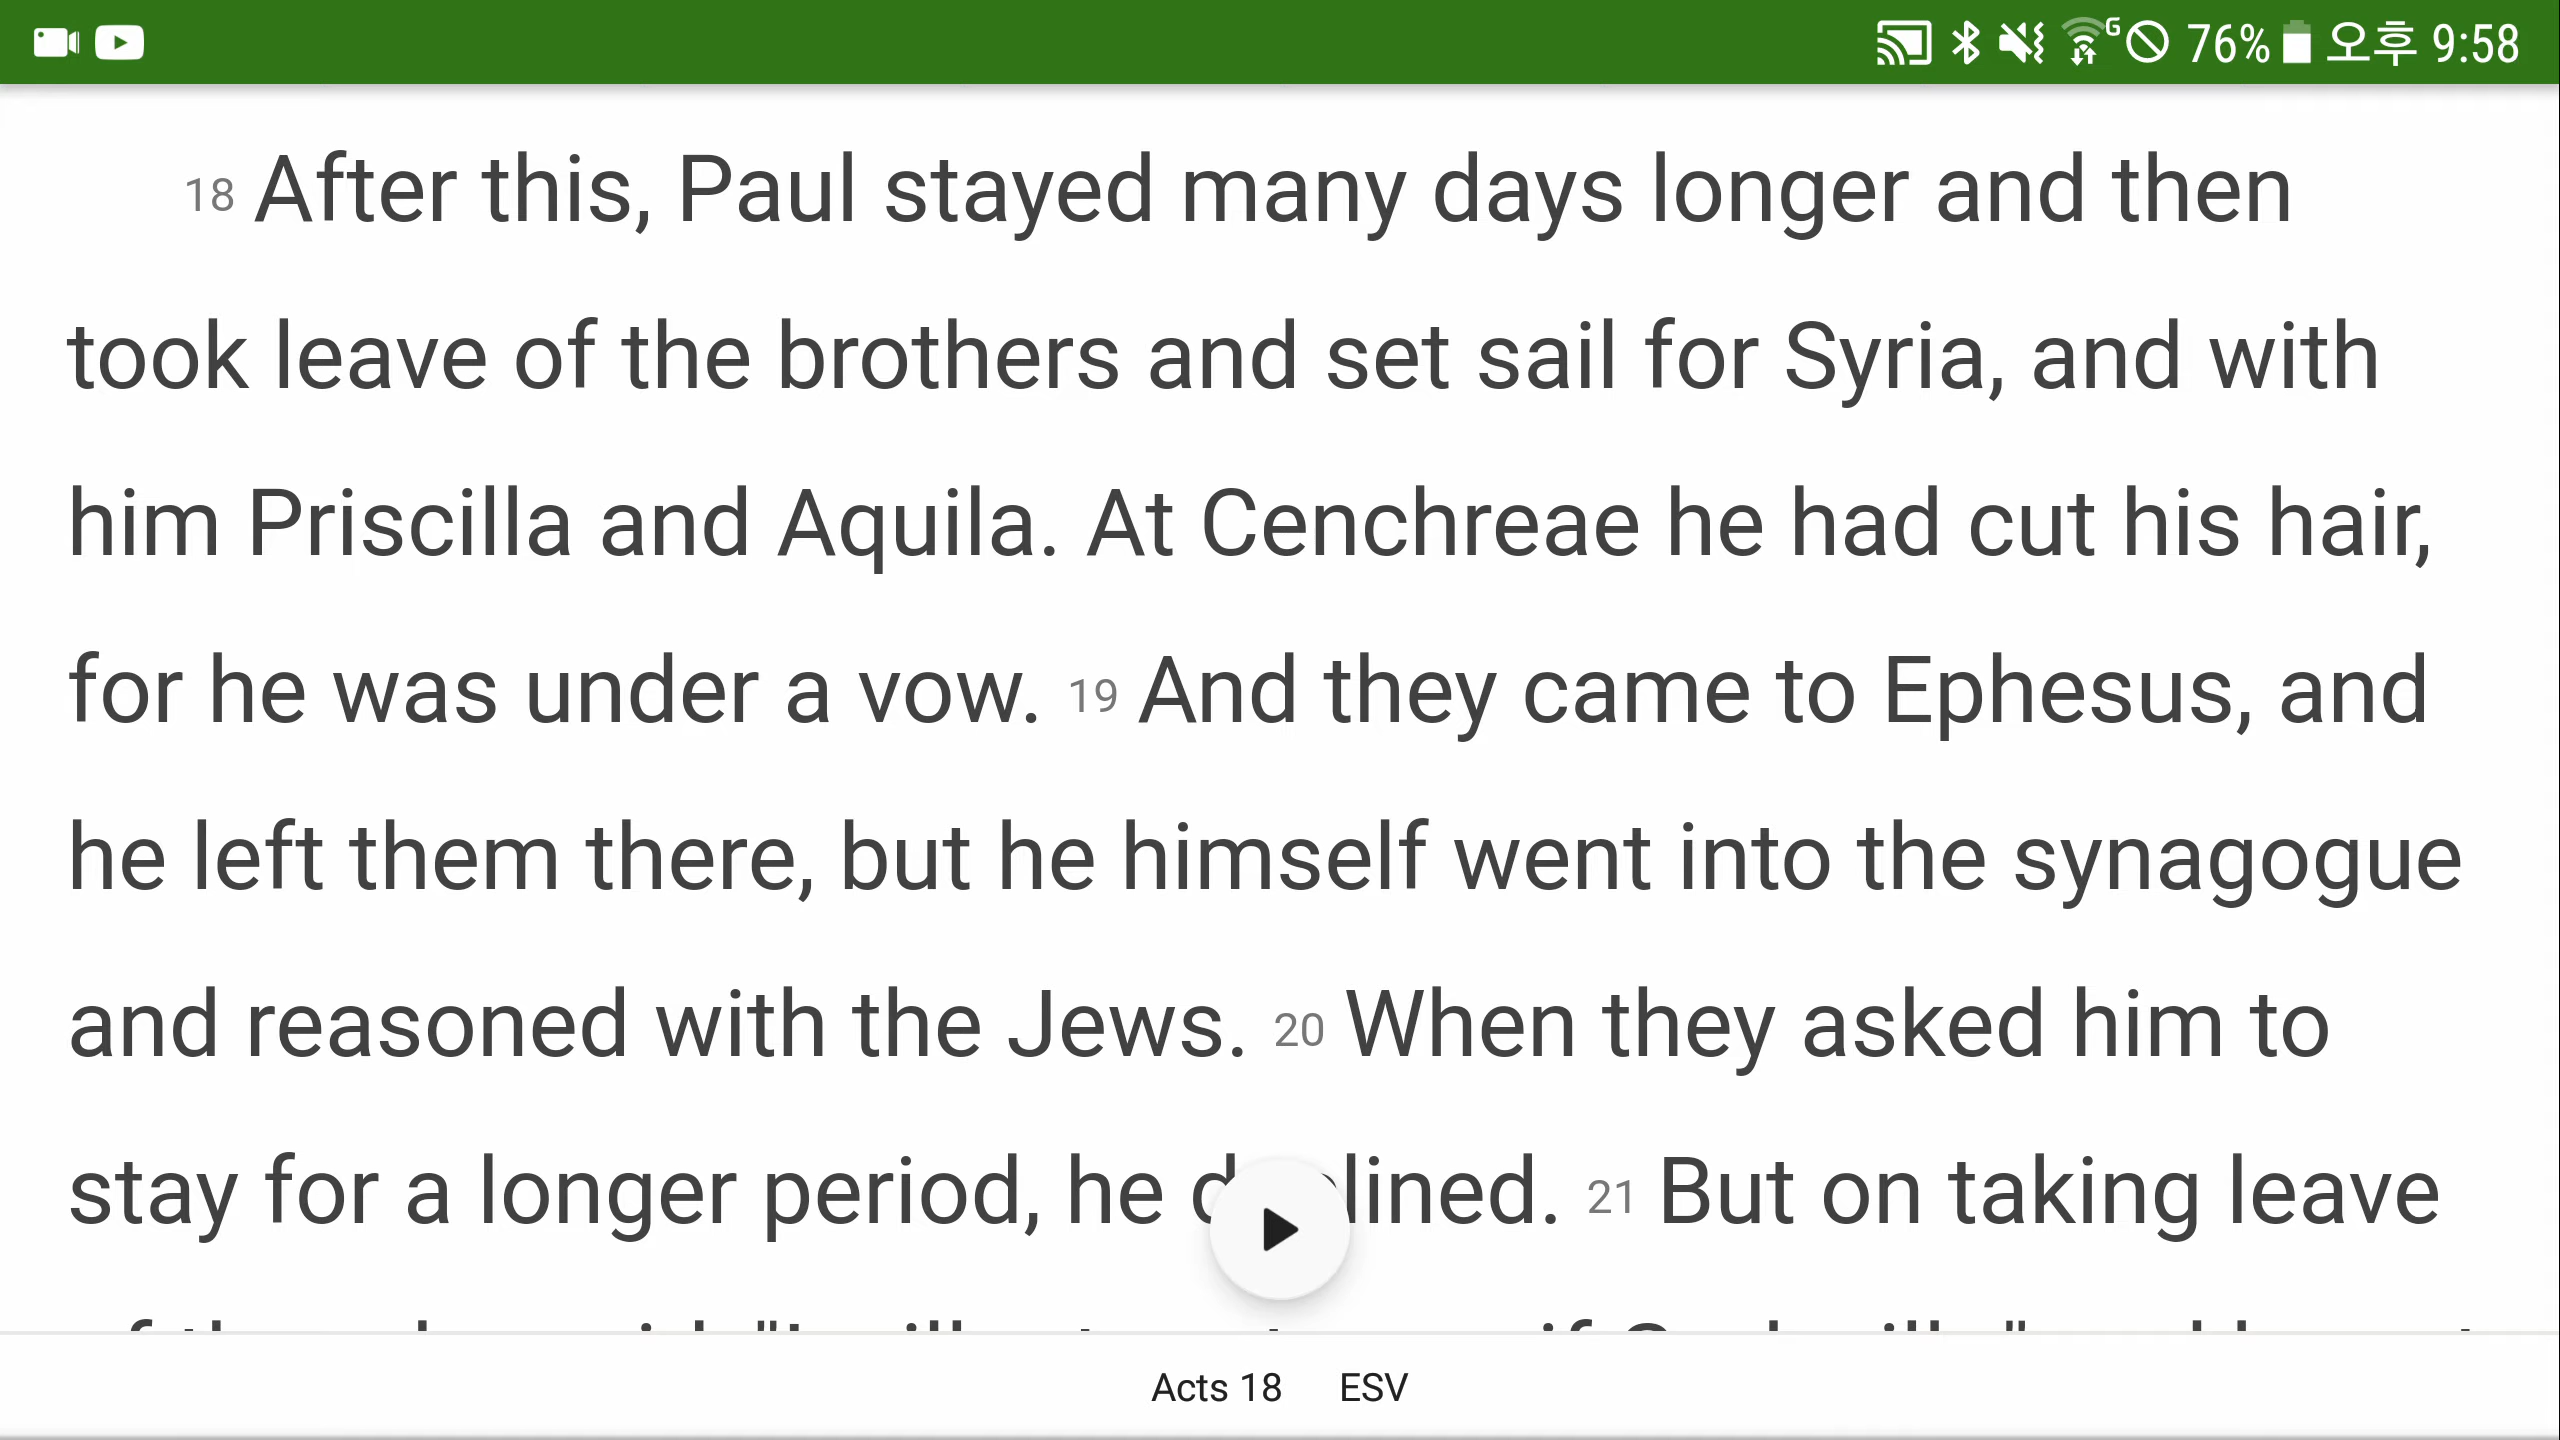 76% 오후 9:58
18 After this, Paul stayed many days longer and then
took leave of the brothers and set sail for Syria, and with
him Priscilla and Aquila. At Cenchreae he had cut his hair,
for he was under a vow. 19 And they came to Ephesus, and
he left them there, but he himself went into the synagogue
and reasoned with the Jews. 20 When they asked him to
stay for a longer period, he declined. 21 But on taking leave
Acts 18 ESV